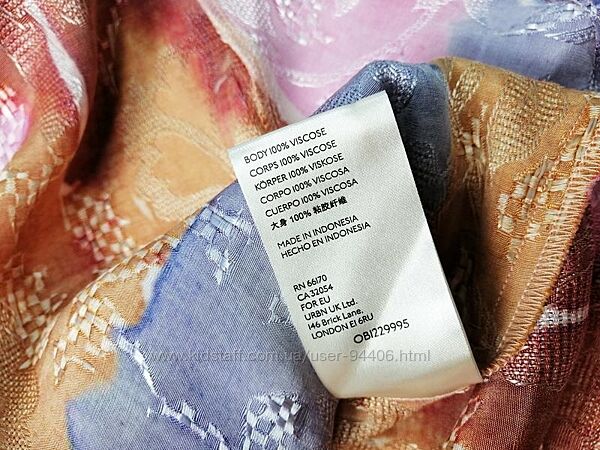 BODY 100% VISCOSE
CORPS 100% VISCOSE
KÖRPER 100% VISKOSE
CORPO 100% VISCOSA
CUERPO 100% VISCOSA
大身 100% 粘胶纤维
MADE IN INDONESIA
HECHO EN INDONESIA
RN 66170
CA 32054
FOR EU
URBN UK Ltd.
146 Brick Lane,
LONDON E1 6RU
OB1229995
www.kidstaff.com.ua/user-94406.html